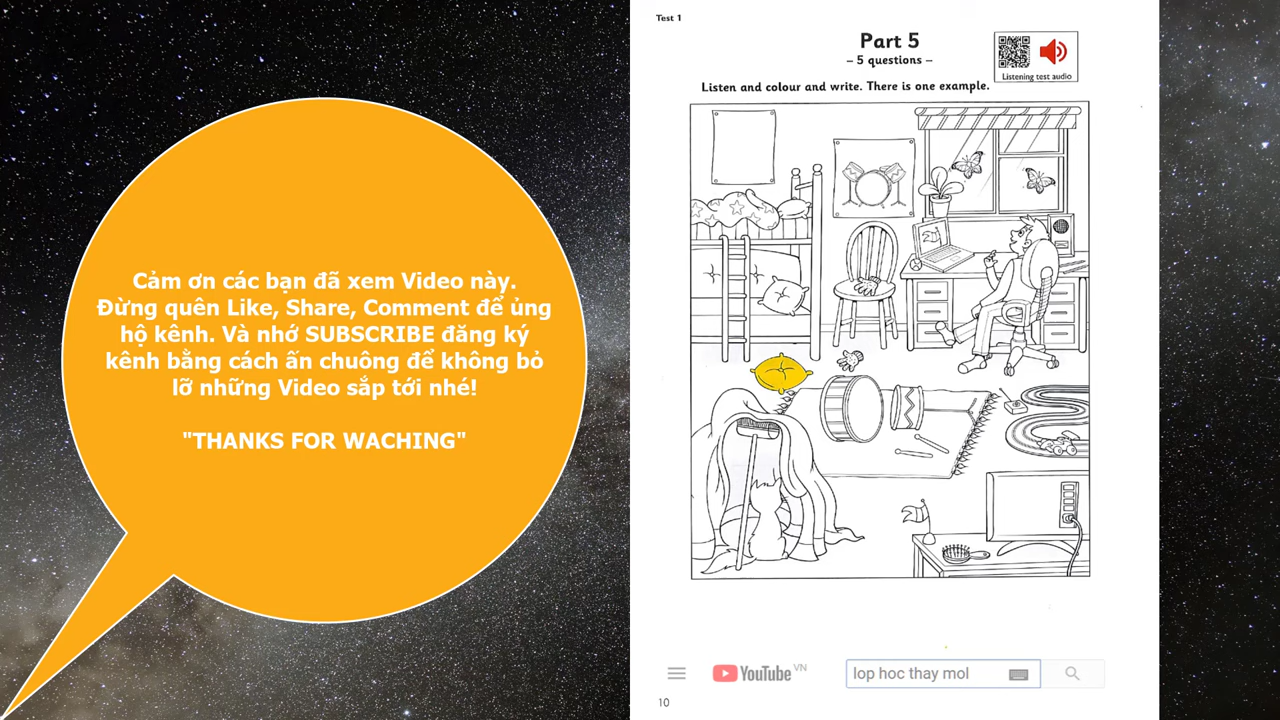 Cảm ơn các bạn đã xem Video này.
Đừng quên Like, Share, Comment để ủng
hộ kênh. Và nhớ SUBSCRIBE đăng ký
kênh bằng cách ấn chuông để không bỏ
lỡ những Video sắp tới nhé!
"THANKS FOR WACHING"
Test 1
Part 5
– 5 questions –
Listening test audio
Listen and colour and write. There is one example.
YouTube VN
lop hoc thay mol
10